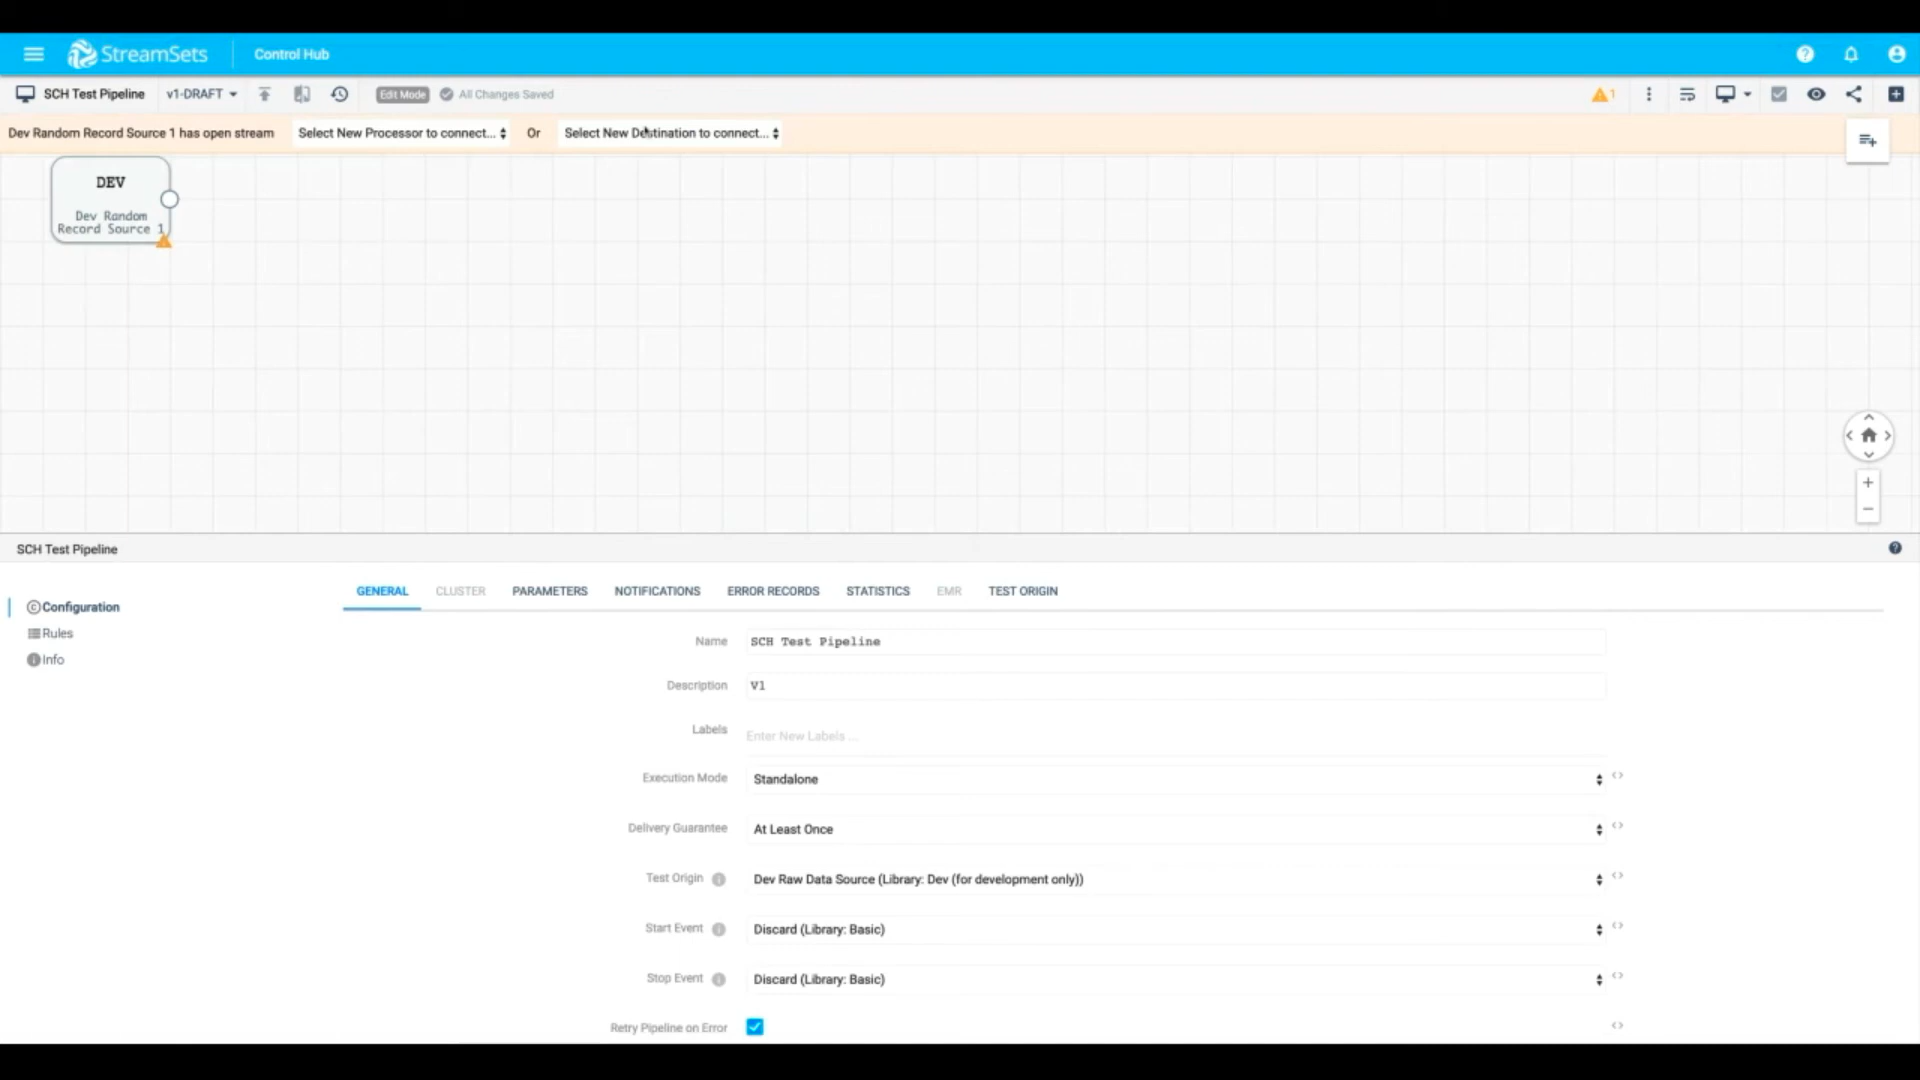 StreamSets Control Hub
SCH Test Pipeline v1-DRAFT Edit Mode All Changes Saved 1
Dev Random Record Source 1 has open stream Select New Processor to connect... Or Select New Destination to connect...
DEV
Dev Random
Record Source 1
SCH Test Pipeline
GENERAL CLUSTER PARAMETERS NOTIFICATIONS ERROR RECORDS STATISTICS EMR TEST ORIGIN
Configuration
Rules
Info
Name SCH Test Pipeline
Description V1
Labels Enter New Labels ...
Execution Mode Standalone
Delivery Guarantee At Least Once
Test Origin Dev Raw Data Source (Library: Dev (for development only))
Start Event Discard (Library: Basic)
Stop Event Discard (Library: Basic)
Retry Pipeline on Error